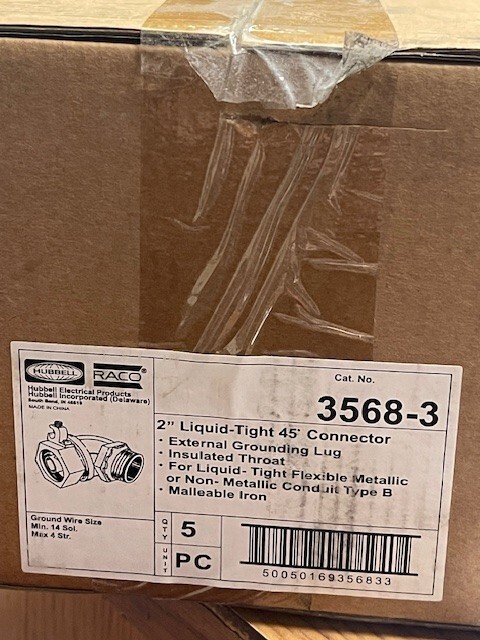 HUBBELL
RACO®
Hubbell Electrical Products
Hubbell Incorporated (Delaware)
South Bend, IN 46619
MADE IN CHINA
Cat. No.
3568-3
2" Liquid-Tight 45° Connector
· External Grounding Lug
· Insulated Throat
· For Liquid- Tight Flexible Metallic
or Non- Metallic Conduit Type B
· Malleable Iron
Ground Wire Size
Min. 14 Sol.
Max 4 Str.
QTY 5
UNIT PC
50050169356833